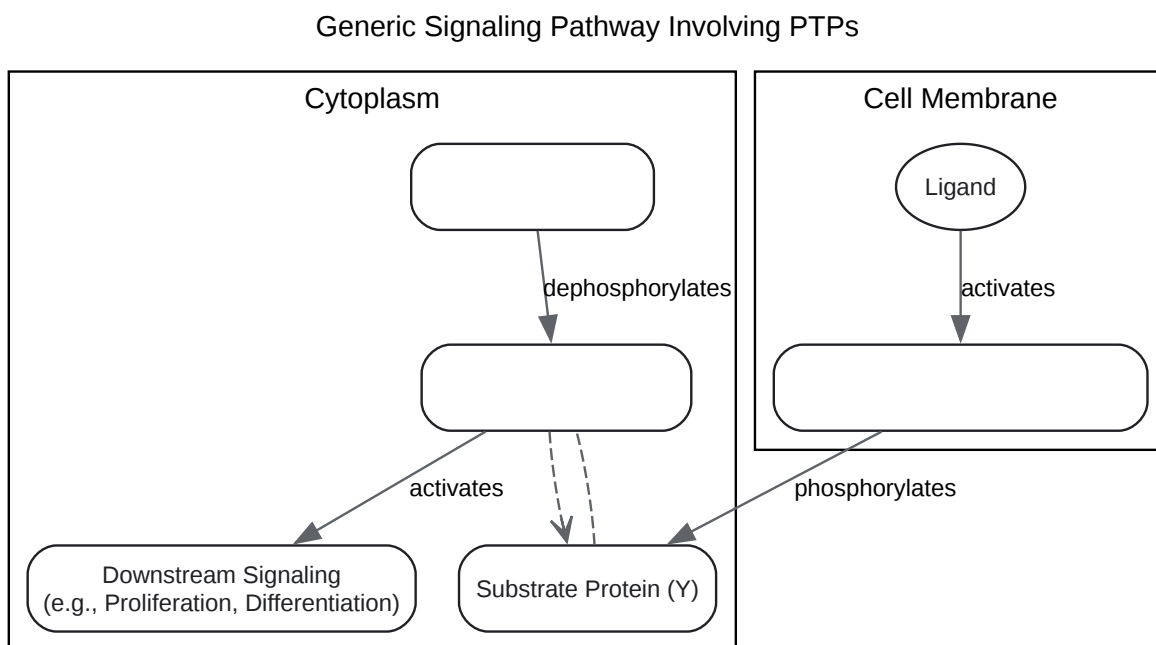 Generic Signaling Pathway Involving PTPs
Cytoplasm
Cell Membrane
Ligand
dephosphorylates
activates
activates
phosphorylates
Downstream Signaling
(e.g., Proliferation, Differentiation)
Substrate Protein (Y)